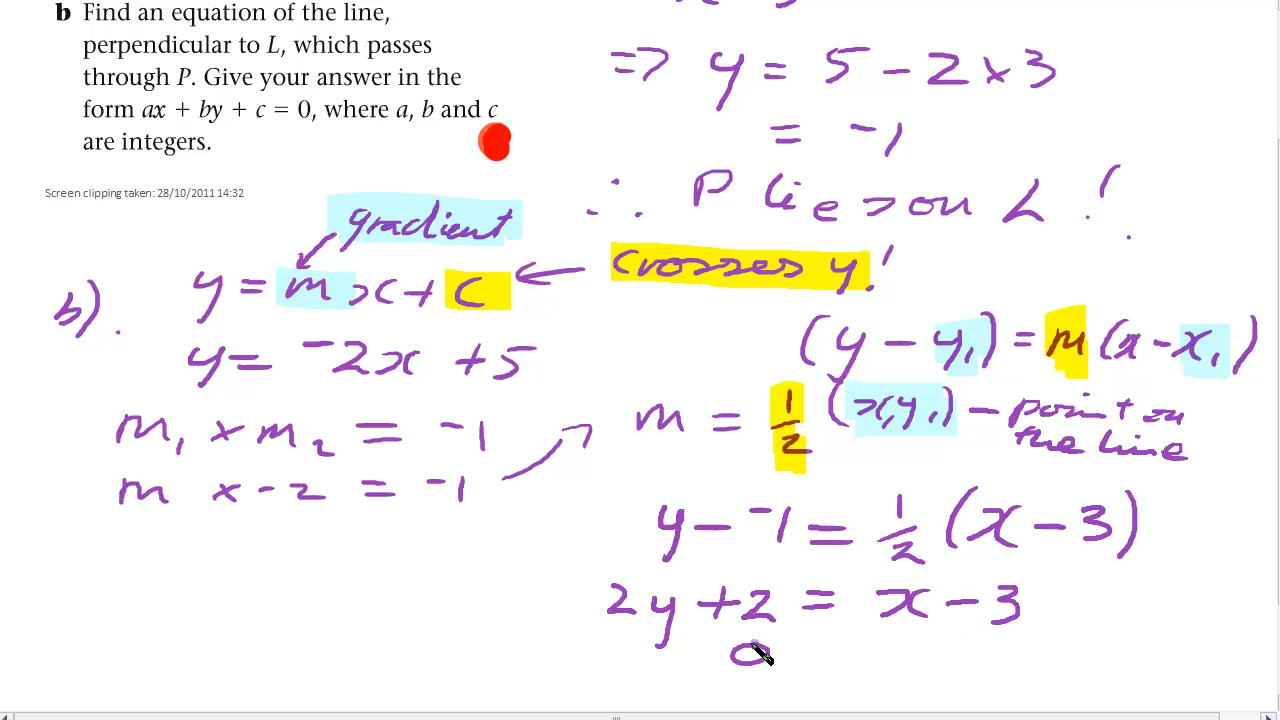 b Find an equation of the line,
perpendicular to L, which passes
through P. Give your answer in the
form ax + by + c = 0, where a, b and c
are integers.
Screen clipping taken: 28/10/2011 14:32
=> y = 5 - 2 x 3
= -1
∴ P lies on L!
gradient
crosses y!
b). y = mx + c
y = -2x + 5
m₁ x m₂ = -1
m x -2 = -1
(y - y₁) = m (x - x₁)
m = 1/2 (x₁y₁) - point on
the line
y - -1 = 1/2 (x - 3)
2y + 2 = x - 3
0